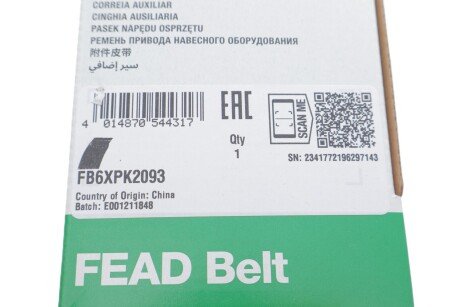 CORREIA AUXILIAR
CINGHIA AUSILIARIA
PASEK NAPĘDU OSPRZĘTU
РЕМЕНЬ ПРИВОДА НАВЕСНОГО ОБОРУДОВАНИЯ
附件皮带
سير إضافي
4 014870 544317
EAC
Qty
1
SCAN ME
SN: 2341772196297143
FB6XPK2093
Country of Origin: China
Batch: E001211848
FEAD Belt